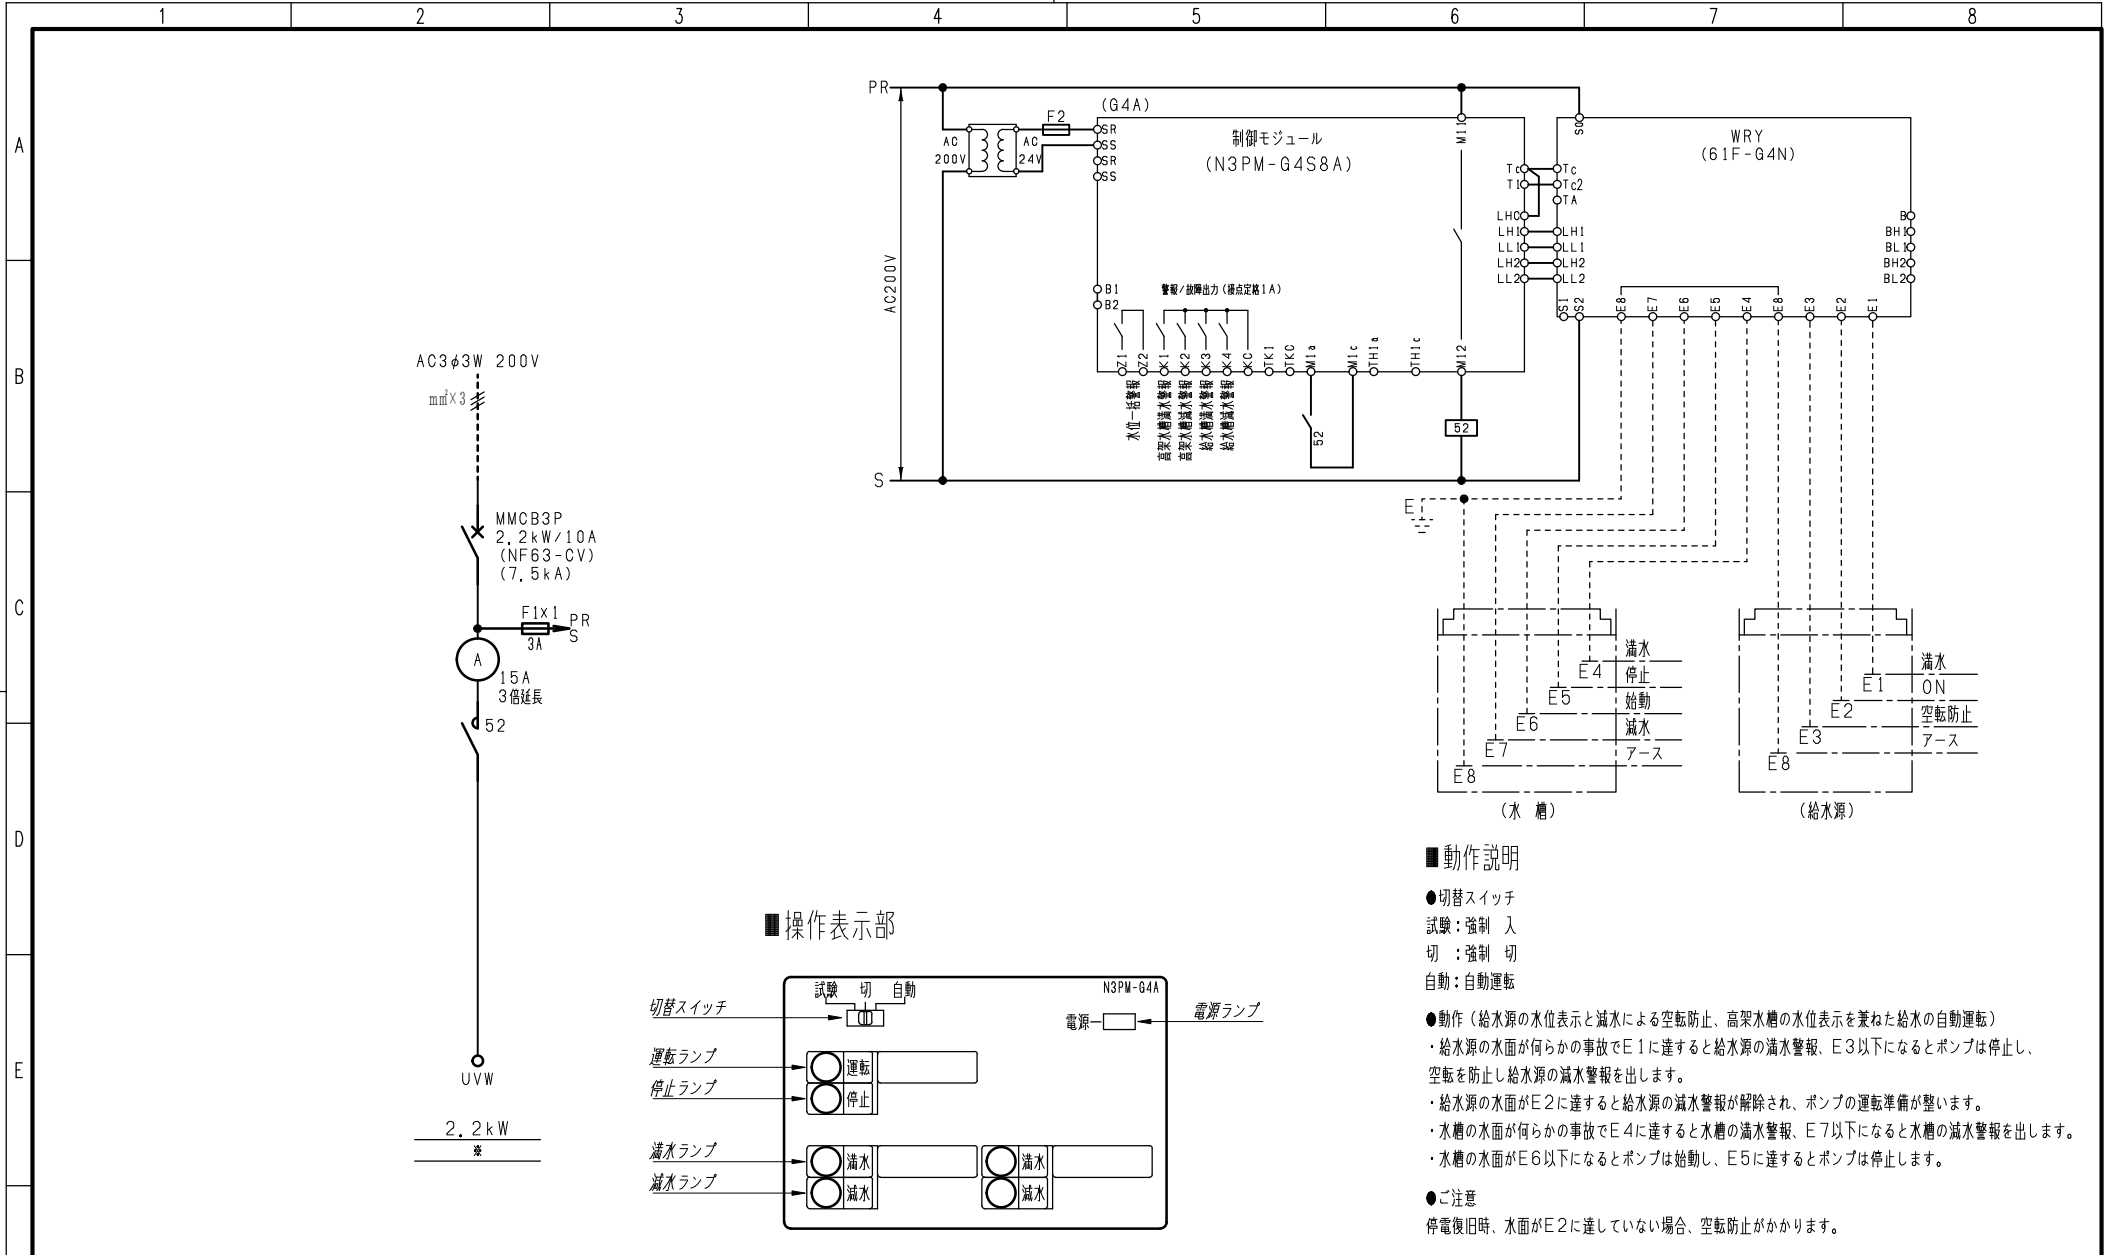 1 2 3 4 5 6 7 8
A
B
C
D
E
AC3φ3W 200V
mm²×3
MMCB3P
2.2kW/10A
(NF63-CV)
(7.5kA)
F1x1
3A
PR
S
A
15A
3倍延長
52
UVW
2.2kW
※
PR
S
AC200V
AC
200V
AC
24V
F2
(G4A)
SR
SS
SR
SS
制御モジュール
(N3PM-G4S8A)
M11
B1
B2
警報/故障出力(接点定格1A)
Z1 Z2 K1 K2 K3 K4 KC TK1 TKC M1a M1c TH1a TH1c M12
水位一括警報
高架水槽満水警報
高架水槽減水警報
給水槽満水警報
給水槽減水警報
52
52
Tc
T1
LHC
LH1
LL1
LH2
LL2
WRY
(61F-G4N)
S0
Tc
Tc2
TA
LH1
LL1
LH2
LL2
B
BH1
BL1
BH2
BL2
S1 S2 E8 E7 E6 E5 E4 E8 E3 E2 E1
E
満水
E4
停止
E5
始動
E6
減水
E7
アース
E8
(水 槽)
満水
E1
ON
E2
空転防止
E3
アース
E8
(給水源)
■操作表示部
試験 切 自動
N3PM-G4A
切替スイッチ
電源
電源ランプ
運転ランプ
運転
停止ランプ
停止
満水ランプ
満水 満水
減水ランプ
減水 減水
■動作説明
●切替スイッチ
試験:強制 入
切 :強制 切
自動:自動運転
●動作(給水源の水位表示と減水による空転防止、高架水槽の水位表示を兼ねた給水の自動運転)
・給水源の水面が何らかの事故でE1に達すると給水源の満水警報、E3以下になるとポンプは停止し、
空転を防止し給水源の減水警報を出します。
・給水源の水面がE2に達すると給水源の減水警報が解除され、ポンプの運転準備が整います。
・水槽の水面が何らかの事故でE4に達すると水槽の満水警報、E7以下になると水槽の減水警報を出します。
・水槽の水面がE6以下になるとポンプは始動し、E5に達するとポンプは停止します。
●ご注意
停電復旧時、水面がE2に達していない場合、空転防止がかかります。